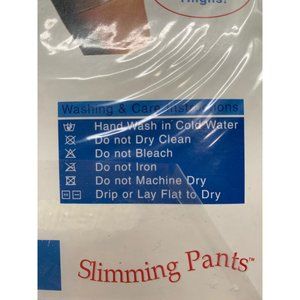 Thighs!
Washing & Care Instructions
Hand Wash in Cold Water
Do not Dry Clean
Do not Bleach
Do not Iron
Do not Machine Dry
Drip or Lay Flat to Dry
Slimming Pants™